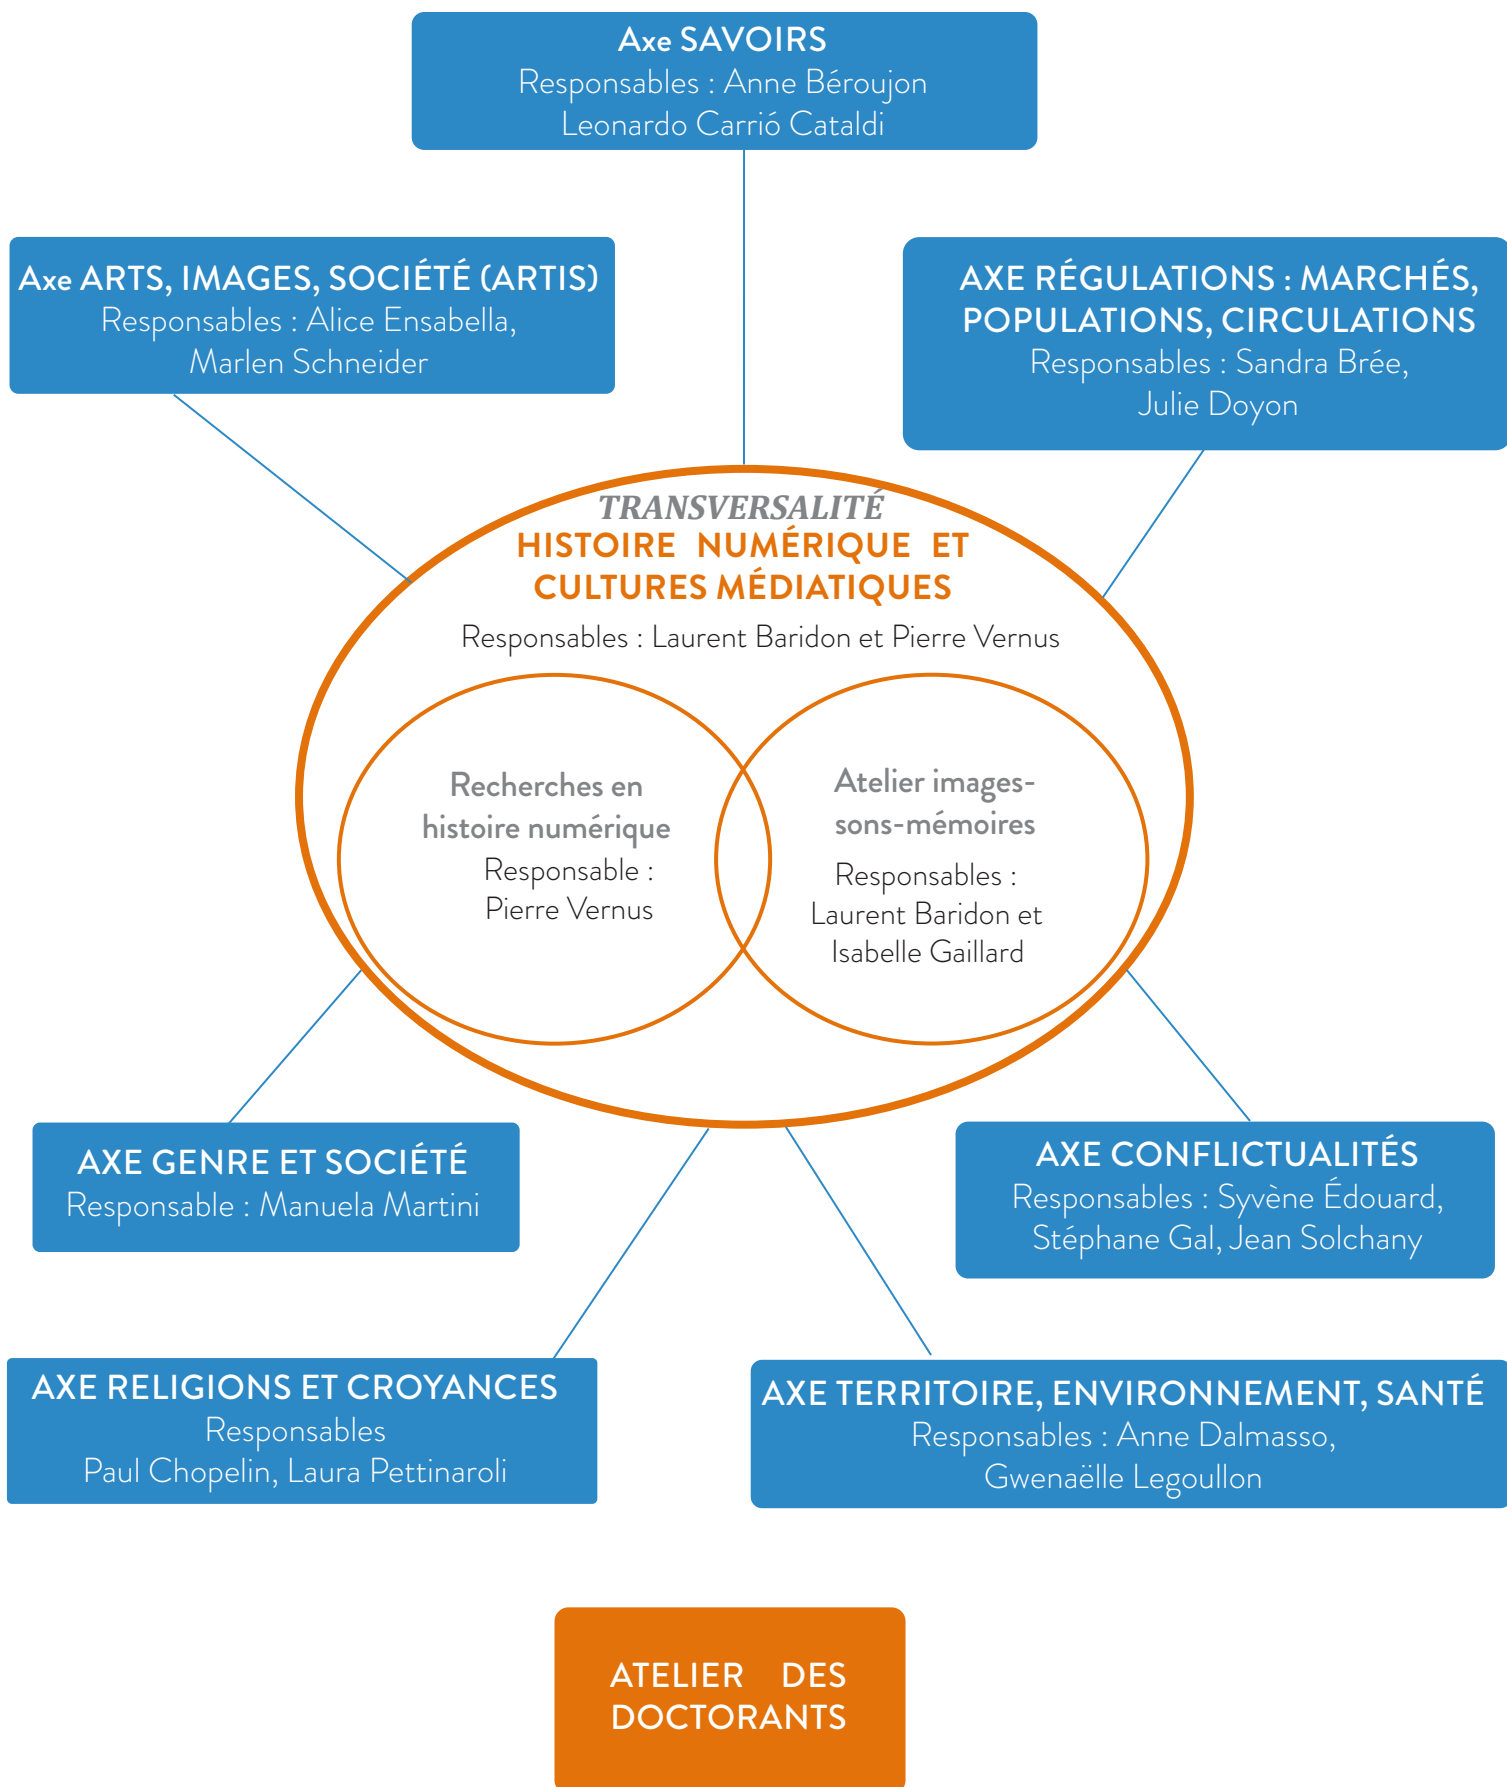 Axe SAVOIRS
Responsables : Anne Béroujon
Leonardo Carrió Cataldi
Axe ARTS, IMAGES, SOCIÉTÉ (ARTIS)
Responsables : Alice Ensabella,
Marlen Schneider
AXE RÉGULATIONS : MARCHÉS,
POPULATIONS, CIRCULATIONS
Responsables : Sandra Brée,
Julie Doyon
TRANSVERSALITÉ
HISTOIRE NUMÉRIQUE ET
CULTURES MÉDIATIQUES
Responsables : Laurent Baridon et Pierre Vernus
Recherches en
histoire numérique
Responsable :
Pierre Vernus
Atelier images-
sons-mémoires
Responsables :
Laurent Baridon et
Isabelle Gaillard
AXE GENRE ET SOCIÉTÉ
Responsable : Manuela Martini
AXE CONFLICTUALITÉS
Responsables : Syvène Édouard,
Stéphane Gal, Jean Solchany
AXE RELIGIONS ET CROYANCES
Responsables
Paul Chopelin, Laura Pettinaroli
AXE TERRITOIRE, ENVIRONNEMENT, SANTÉ
Responsables : Anne Dalmasso,
Gwenaëlle Legoullon
ATELIER DES
DOCTORANTS